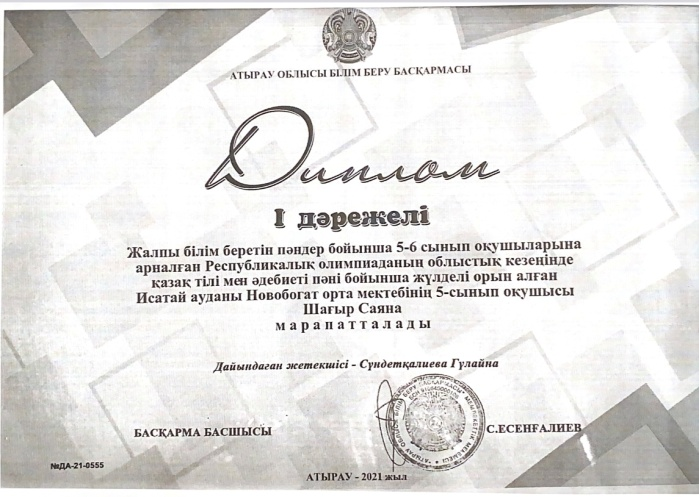 АТЫРАУ ОБЛЫСЫ БІЛІМ БЕРУ БАСҚАРМАСЫ
Диплом
I дәрежелі
Жалпы білім беретін пәндер бойынша 5-6 сынып оқушыларына
арналған Республикалық олимпиаданың облыстық кезеңінде
қазақ тілі мен әдебиеті пәні бойынша жүлделі орын алған
Исатай ауданы Новобогат орта мектебінің 5-сынып оқушысы
Шағыр Саяна
марапатталады
Дайындаған жетекшісі - Сүндетқалиева Гүлайна
БАСҚАРМА БАСШЫСЫ
С.ЕСЕНҒАЛИЕВ
№ДА-21-0555
АТЫРАУ - 2021 жыл